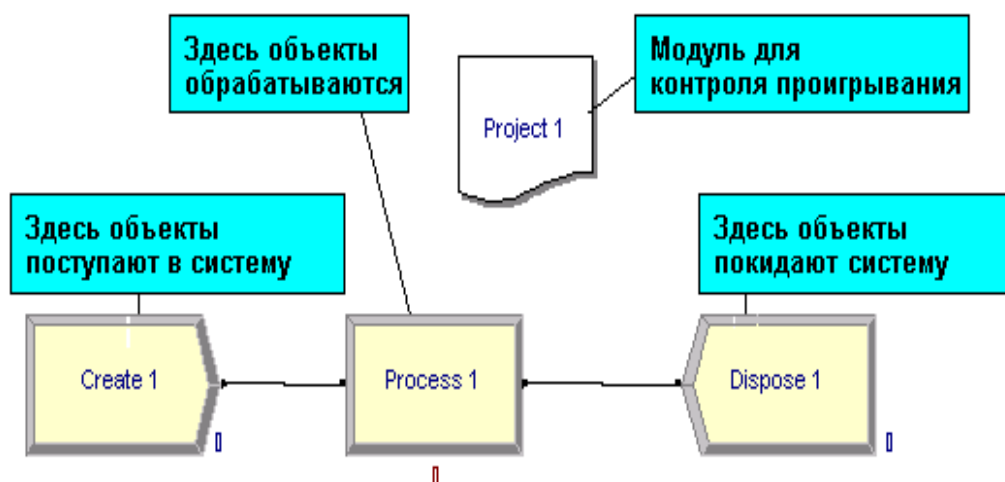 Здесь объекты
обрабатываются
Модуль для
контроля проигрывания
Project 1
Здесь объекты
поступают в систему
Здесь объекты
покидают систему
Create 1
Process 1
Dispose 1
0
0
0